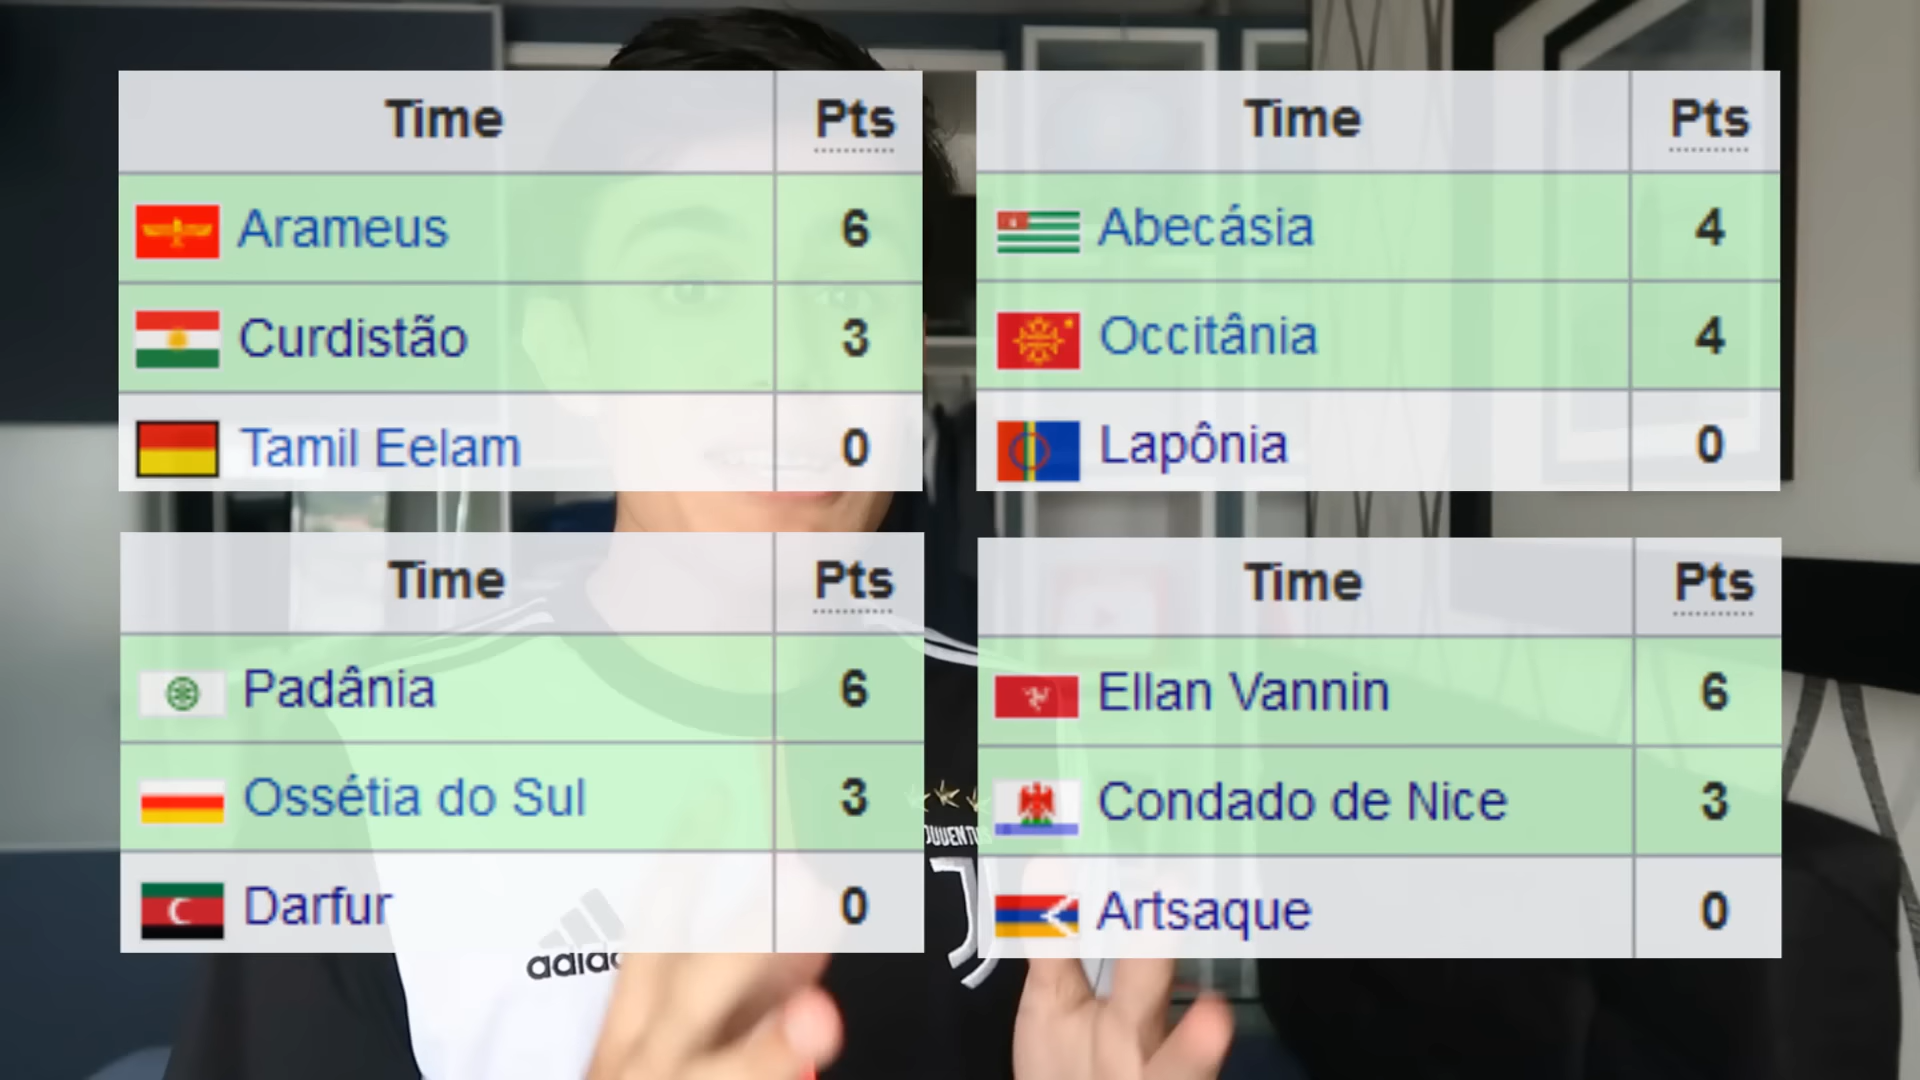 Time Pts
Arameus 6
Curdistão 3
Tamil Eelam 0
Time Pts
Abecásia 4
Occitânia 4
Lapônia 0
Time Pts
Padânia 6
Ossétia do Sul 3
Darfur 0
Time Pts
Ellan Vannin 6
Condado de Nice 3
Artsaque 0
JUVENTUS
adidas